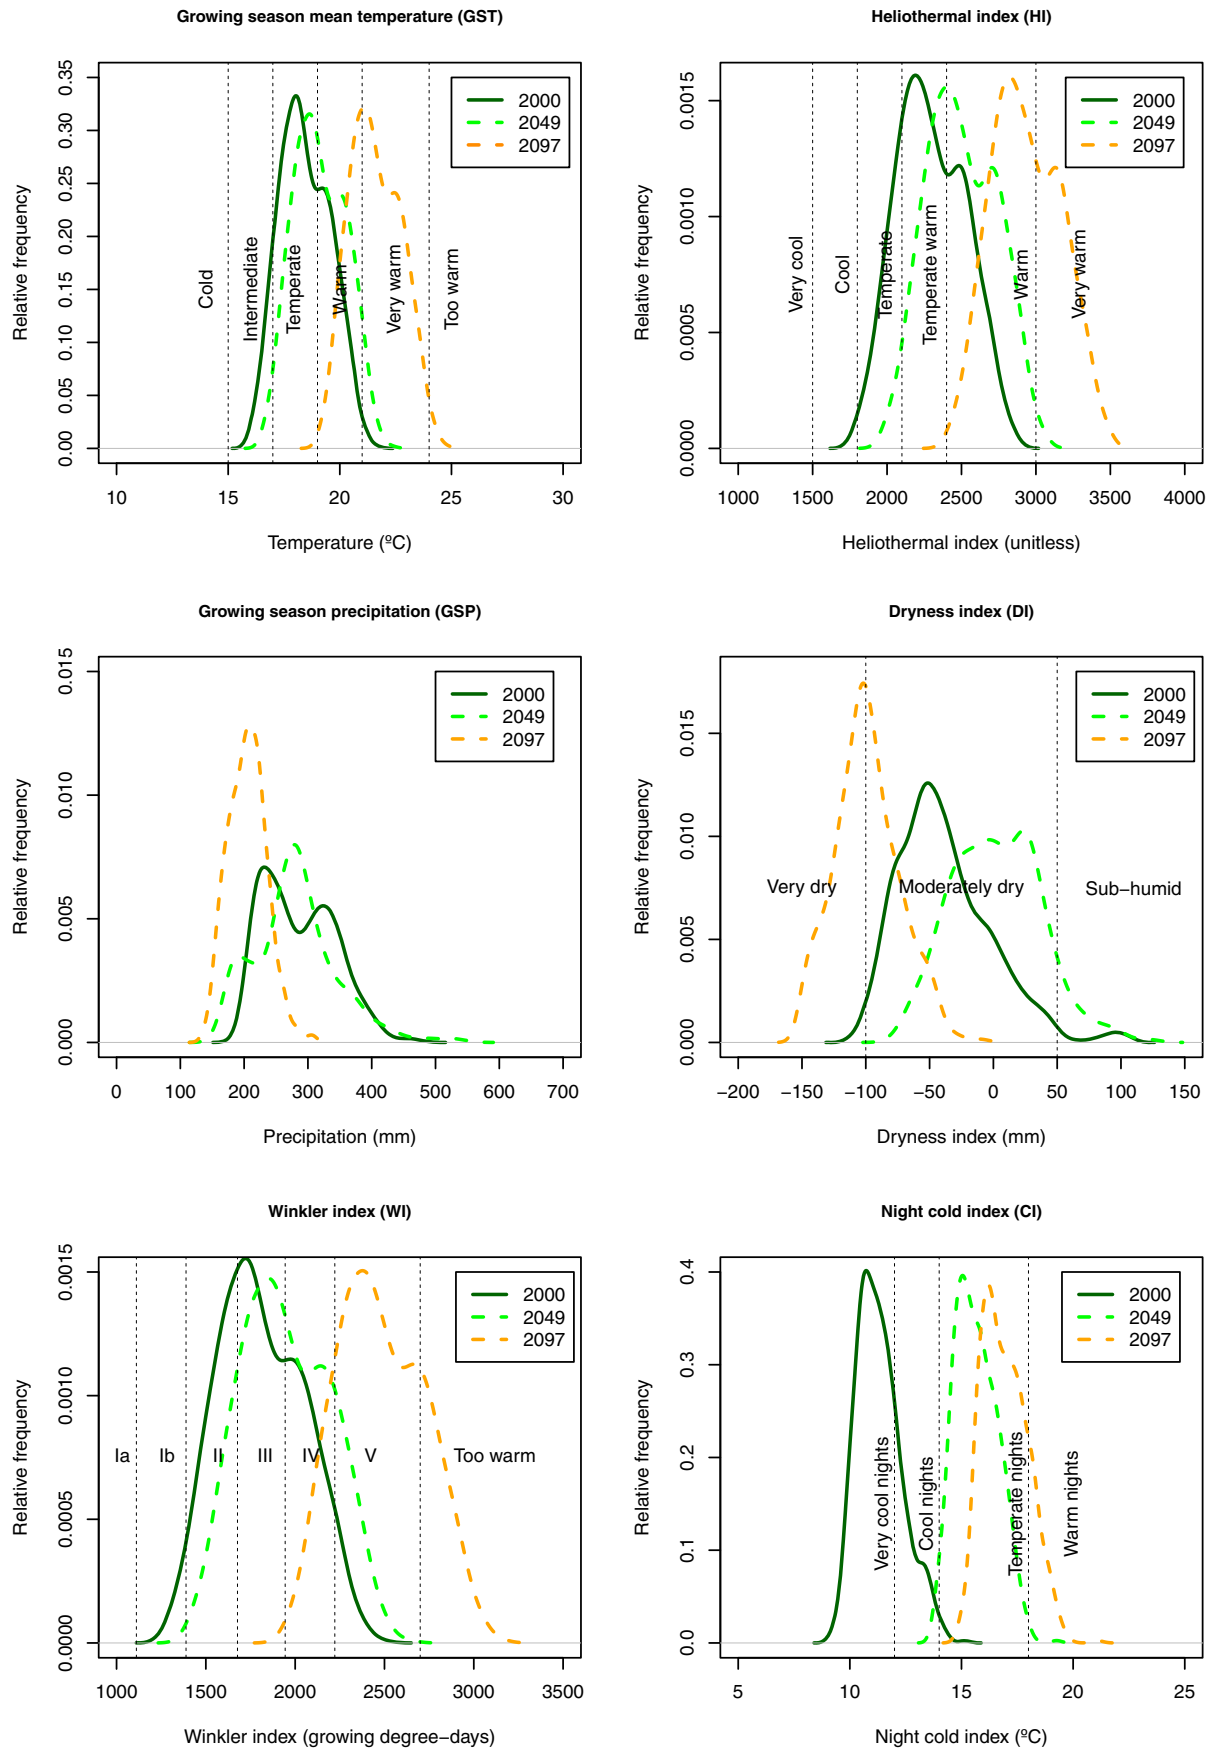 Growing season mean temperature (GST)
Relative frequency
0.00 0.05 0.10 0.15 0.20 0.25 0.30 0.35
Cold
Intermediate
Temperate
Warm
Very warm
Too warm
2000
2049
2097
10 15 20 25 30
Temperature (ºC)
Heliothermal index (HI)
Relative frequency
0.0000 0.0005 0.0010 0.0015
Very cool
Cool
Temperate
Temperate warm
Warm
Very warm
2000
2049
2097
1000 1500 2000 2500 3000 3500 4000
Heliothermal index (unitless)
Growing season precipitation (GSP)
Relative frequency
0.000 0.005 0.010 0.015
2000
2049
2097
0 100 200 300 400 500 600 700
Precipitation (mm)
Dryness index (DI)
Relative frequency
0.000 0.005 0.010 0.015
Very dry
Moderately dry
Sub−humid
2000
2049
2097
−200 −150 −100 −50 0 50 100 150
Dryness index (mm)
Winkler index (WI)
Relative frequency
0.0000 0.0005 0.0010 0.0015
Ia
Ib
II
III
IV
V
Too warm
2000
2049
2097
1000 1500 2000 2500 3000 3500
Winkler index (growing degree−days)
Night cold index (CI)
Relative frequency
0.0 0.1 0.2 0.3 0.4
Very cool nights
Cool nights
Temperate nights
Warm nights
2000
2049
2097
5 10 15 20 25
Night cold index (ºC)